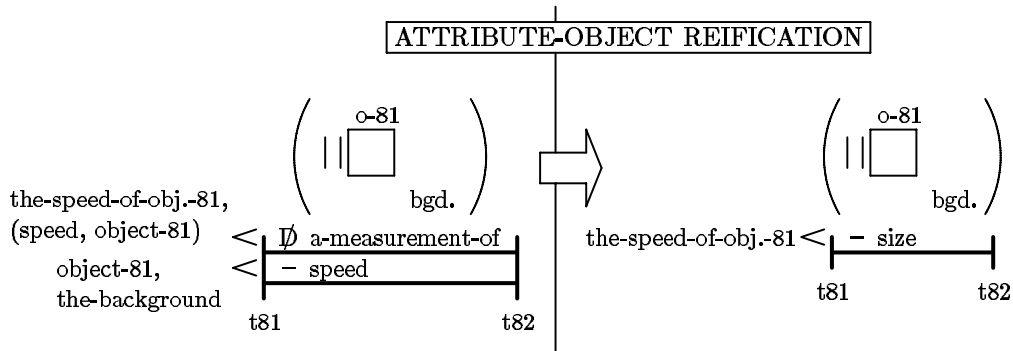 ATTRIBUTE-OBJECT REIFICATION
o-81
bgd.
the-speed-of-obj.-81,
(speed, object-81)
< D̸ a-measurement-of
object-81,
the-background
< – speed
t81 t82
o-81
bgd.
the-speed-of-obj.-81 < – size
t81 t82